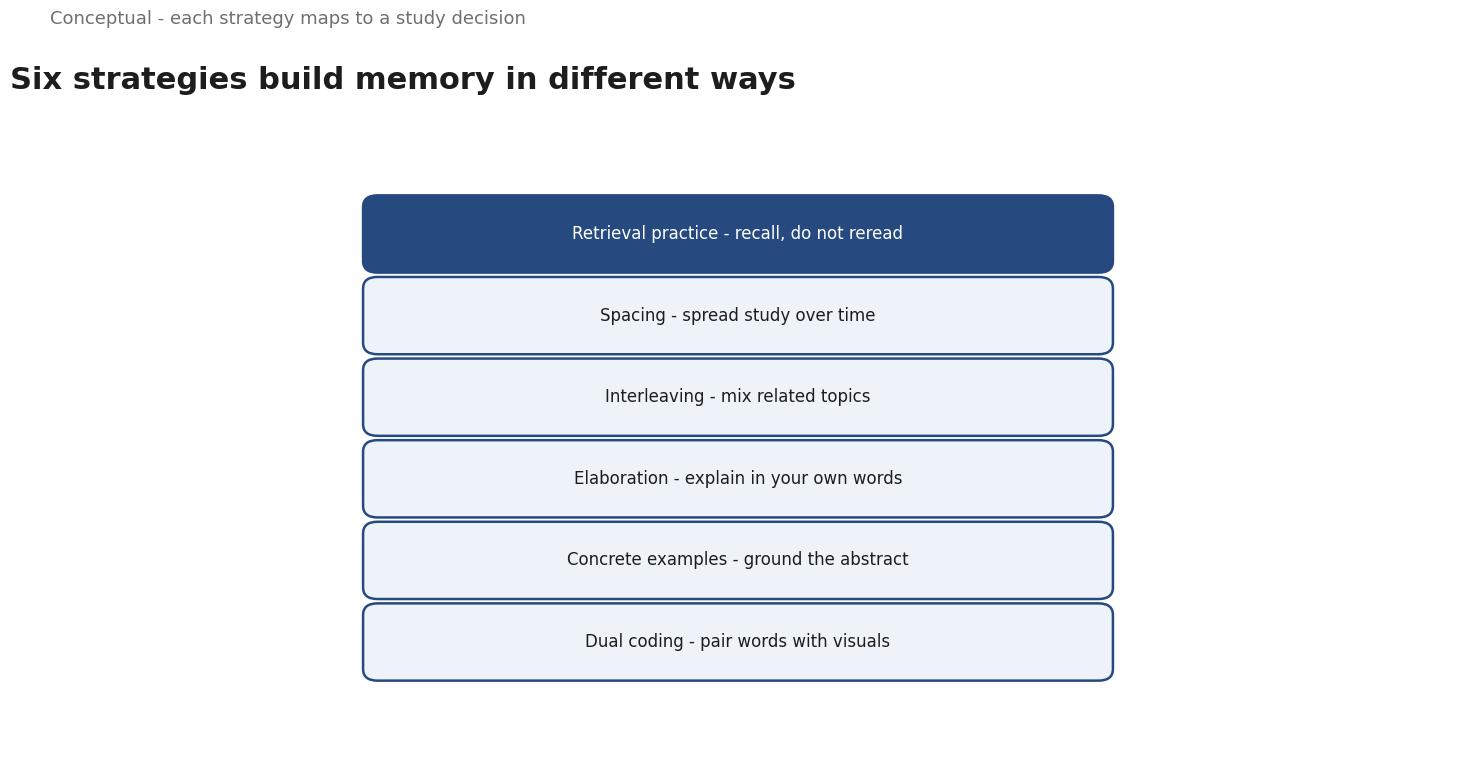 Conceptual - each strategy maps to a study decision
Six strategies build memory in different ways
Retrieval practice - recall, do not reread
Spacing - spread study over time
Interleaving - mix related topics
Elaboration - explain in your own words
Concrete examples - ground the abstract
Dual coding - pair words with visuals